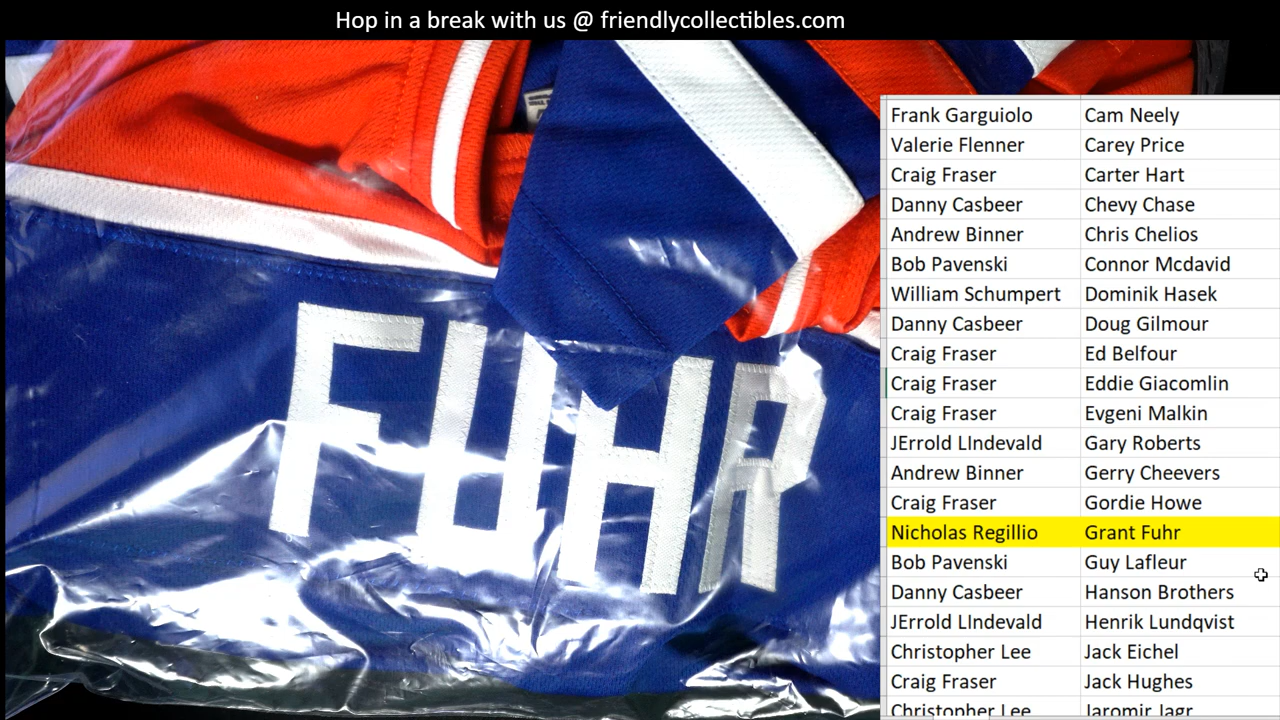 Hop in a break with us @ friendlycollectibles.com
FUHR
Frank Garguiolo Cam Neely
Valerie Flenner Carey Price
Craig Fraser Carter Hart
Danny Casbeer Chevy Chase
Andrew Binner Chris Chelios
Bob Pavenski Connor Mcdavid
William Schumpert Dominik Hasek
Danny Casbeer Doug Gilmour
Craig Fraser Ed Belfour
Craig Fraser Eddie Giacomlin
Craig Fraser Evgeni Malkin
JErrold LIndevald Gary Roberts
Andrew Binner Gerry Cheevers
Craig Fraser Gordie Howe
Nicholas Regillio Grant Fuhr
Bob Pavenski Guy Lafleur
Danny Casbeer Hanson Brothers
JErrold LIndevald Henrik Lundqvist
Christopher Lee Jack Eichel
Craig Fraser Jack Hughes
Christopher Lee Jaromir Jagr